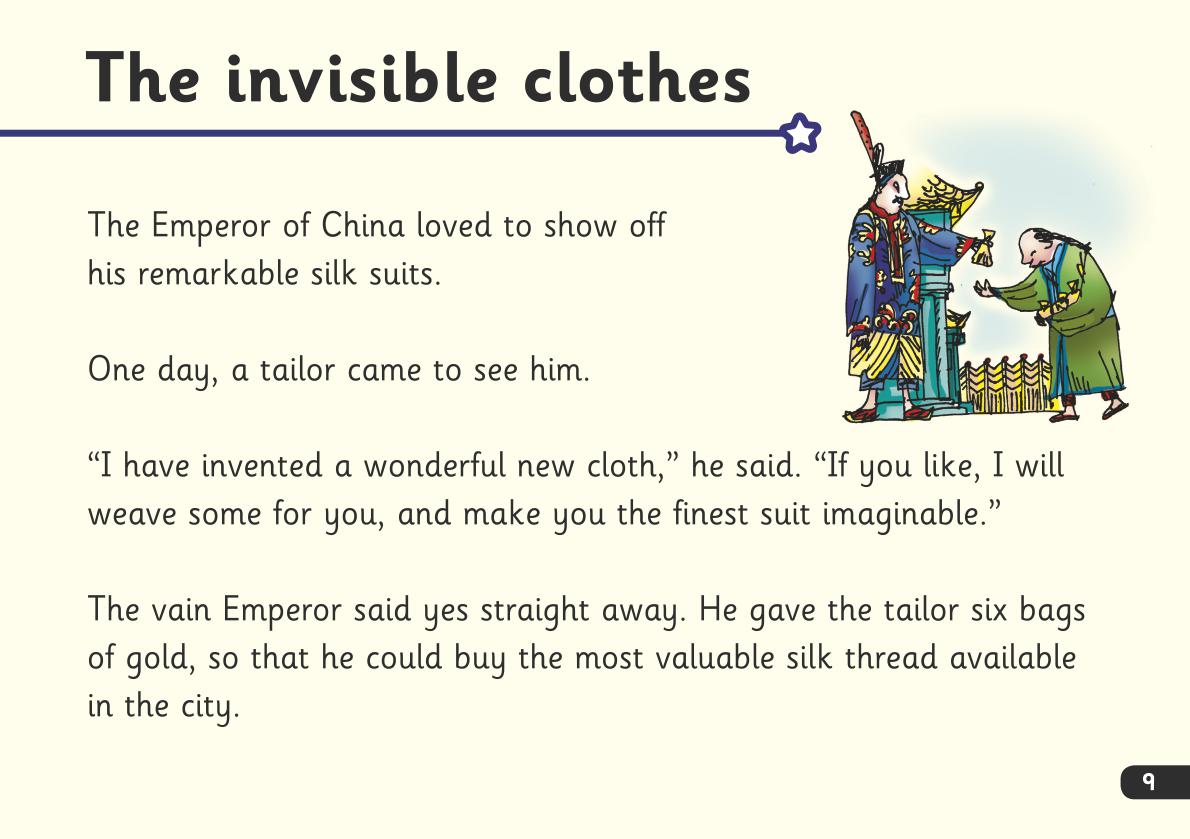 The invisible clothes
The Emperor of China loved to show off
his remarkable silk suits.
One day, a tailor came to see him.
“I have invented a wonderful new cloth,” he said. “If you like, I will
weave some for you, and make you the finest suit imaginable.”
The vain Emperor said yes straight away. He gave the tailor six bags
of gold, so that he could buy the most valuable silk thread available
in the city.
9